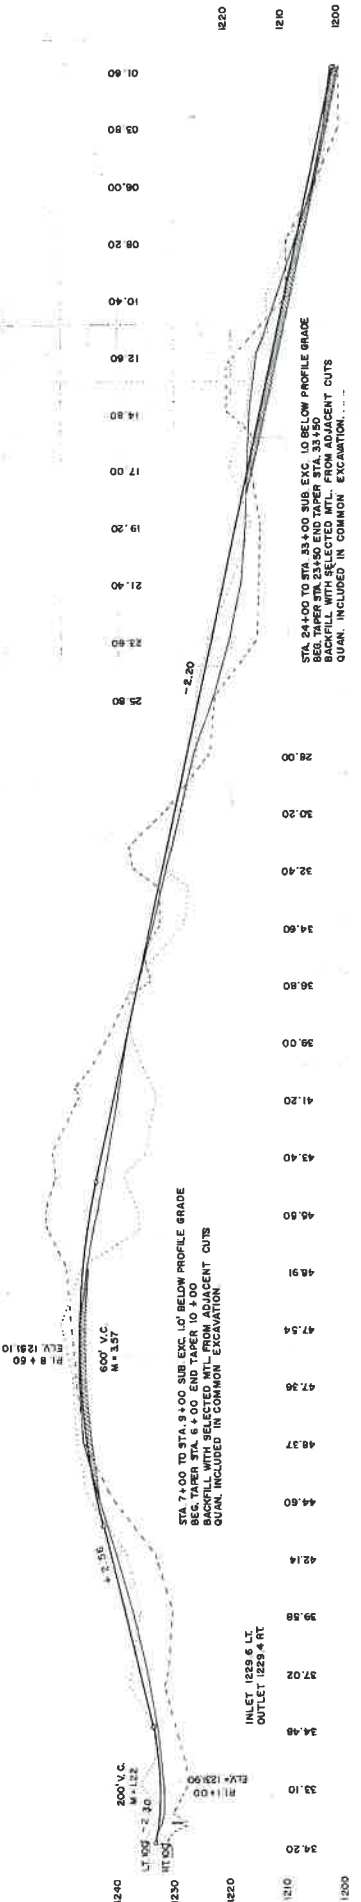 1240
1230
1220
1210
1200
34.20
33.10
34.48
37.02
39.58
42.14
44.60
46.37
47.36
47.54
46.91
45.60
43.40
41.20
39.00
36.80
34.60
32.40
30.20
28.00
25.80
23.60
21.40
19.20
17.00
14.80
12.60
10.40
08.20
06.00
03.80
01.60
1220
1210
1200
LT. 100'
RT. 100'
-2.30
200' V.C.
M = 1.22
P.I. 1+00
ELV. = 1231.90
INLET 1229.6 LT.
OUTLET 1229.4 RT.
+2.56
P.I. 8+60
ELV. 1251.10
600' V.C.
M = 3.57
STA. 7+00 TO STA. 9+00 SUB. EXC. 1.0' BELOW PROFILE GRADE
BEG. TAPER STA. 6+00 END TAPER 10+00
BACKFILL WITH SELECTED MTL. FROM ADJACENT CUTS
QUAN. INCLUDED IN COMMON EXCAVATION.
-2.20
STA. 24+00 TO STA. 33+00 SUB. EXC. 1.0 BELOW PROFILE GRADE
BEG. TAPER STA. 23+50 END TAPER STA. 33+50
BACKFILL WITH SELECTED MTL. FROM ADJACENT CUTS
QUAN. INCLUDED IN COMMON EXCAVATION.